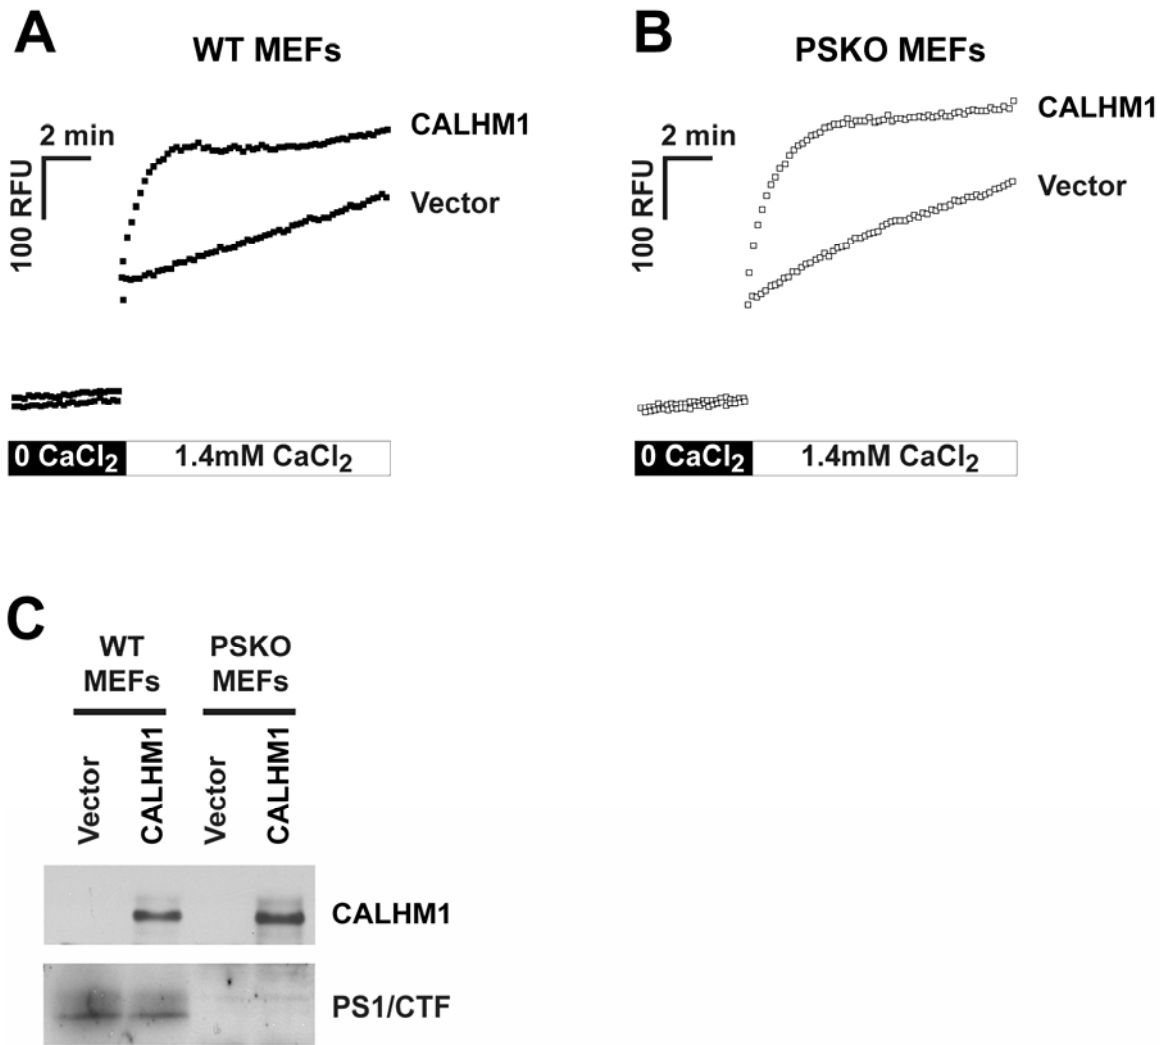 A
WT MEFs
2 min
100 RFU
CALHM1
Vector
0 CaCl2
1.4mM CaCl2
B
PSKO MEFs
2 min
100 RFU
CALHM1
Vector
0 CaCl2
1.4mM CaCl2
C
WT
MEFs
PSKO
MEFs
Vector
CALHM1
Vector
CALHM1
CALHM1
PS1/CTF